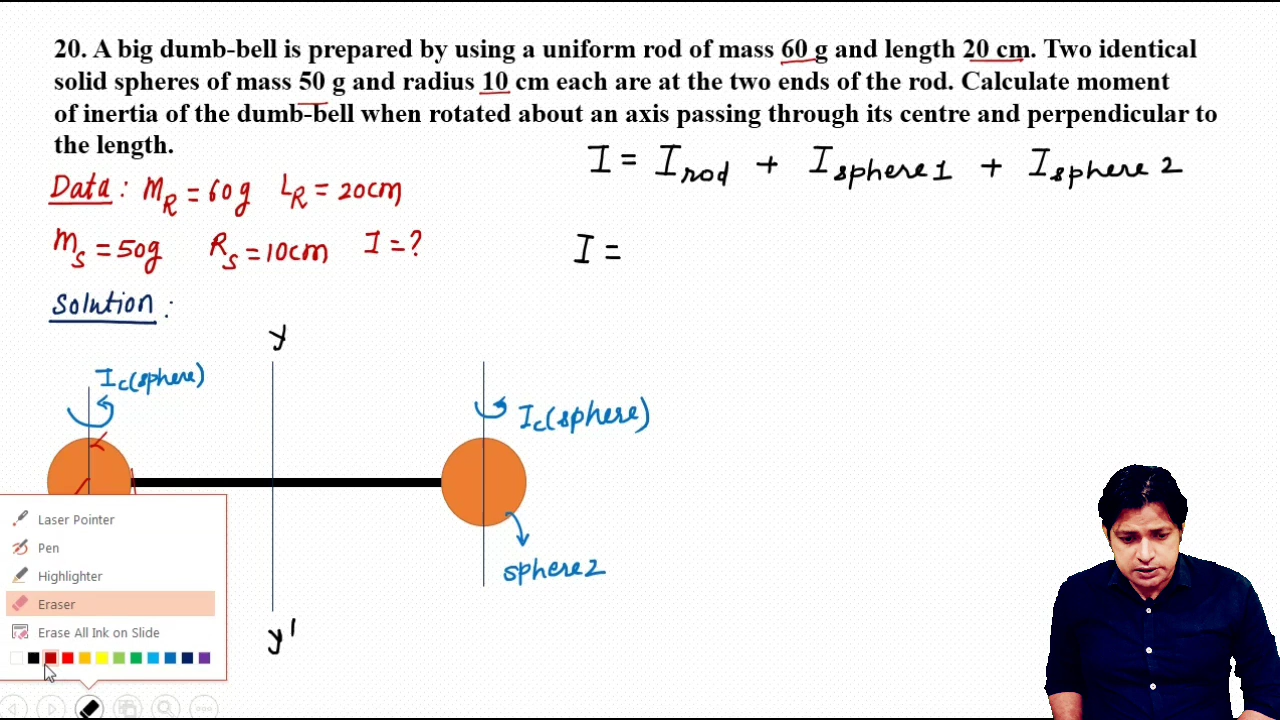 20. A big dumb-bell is prepared by using a uniform rod of mass 60 g and length 20 cm. Two identical
solid spheres of mass 50 g and radius 10 cm each are at the two ends of the rod. Calculate moment
of inertia of the dumb-bell when rotated about an axis passing through its centre and perpendicular to
the length.
I = I rod + I sphere 1 + I sphere 2
Data : M_R = 60g L_R = 20cm
M_S = 50g R_S = 10cm I = ?
I =
Solution :
y
I_c(sphere)
I_c(sphere)
sphere2
y'
Laser Pointer
Pen
Highlighter
Eraser
Erase All Ink on Slide